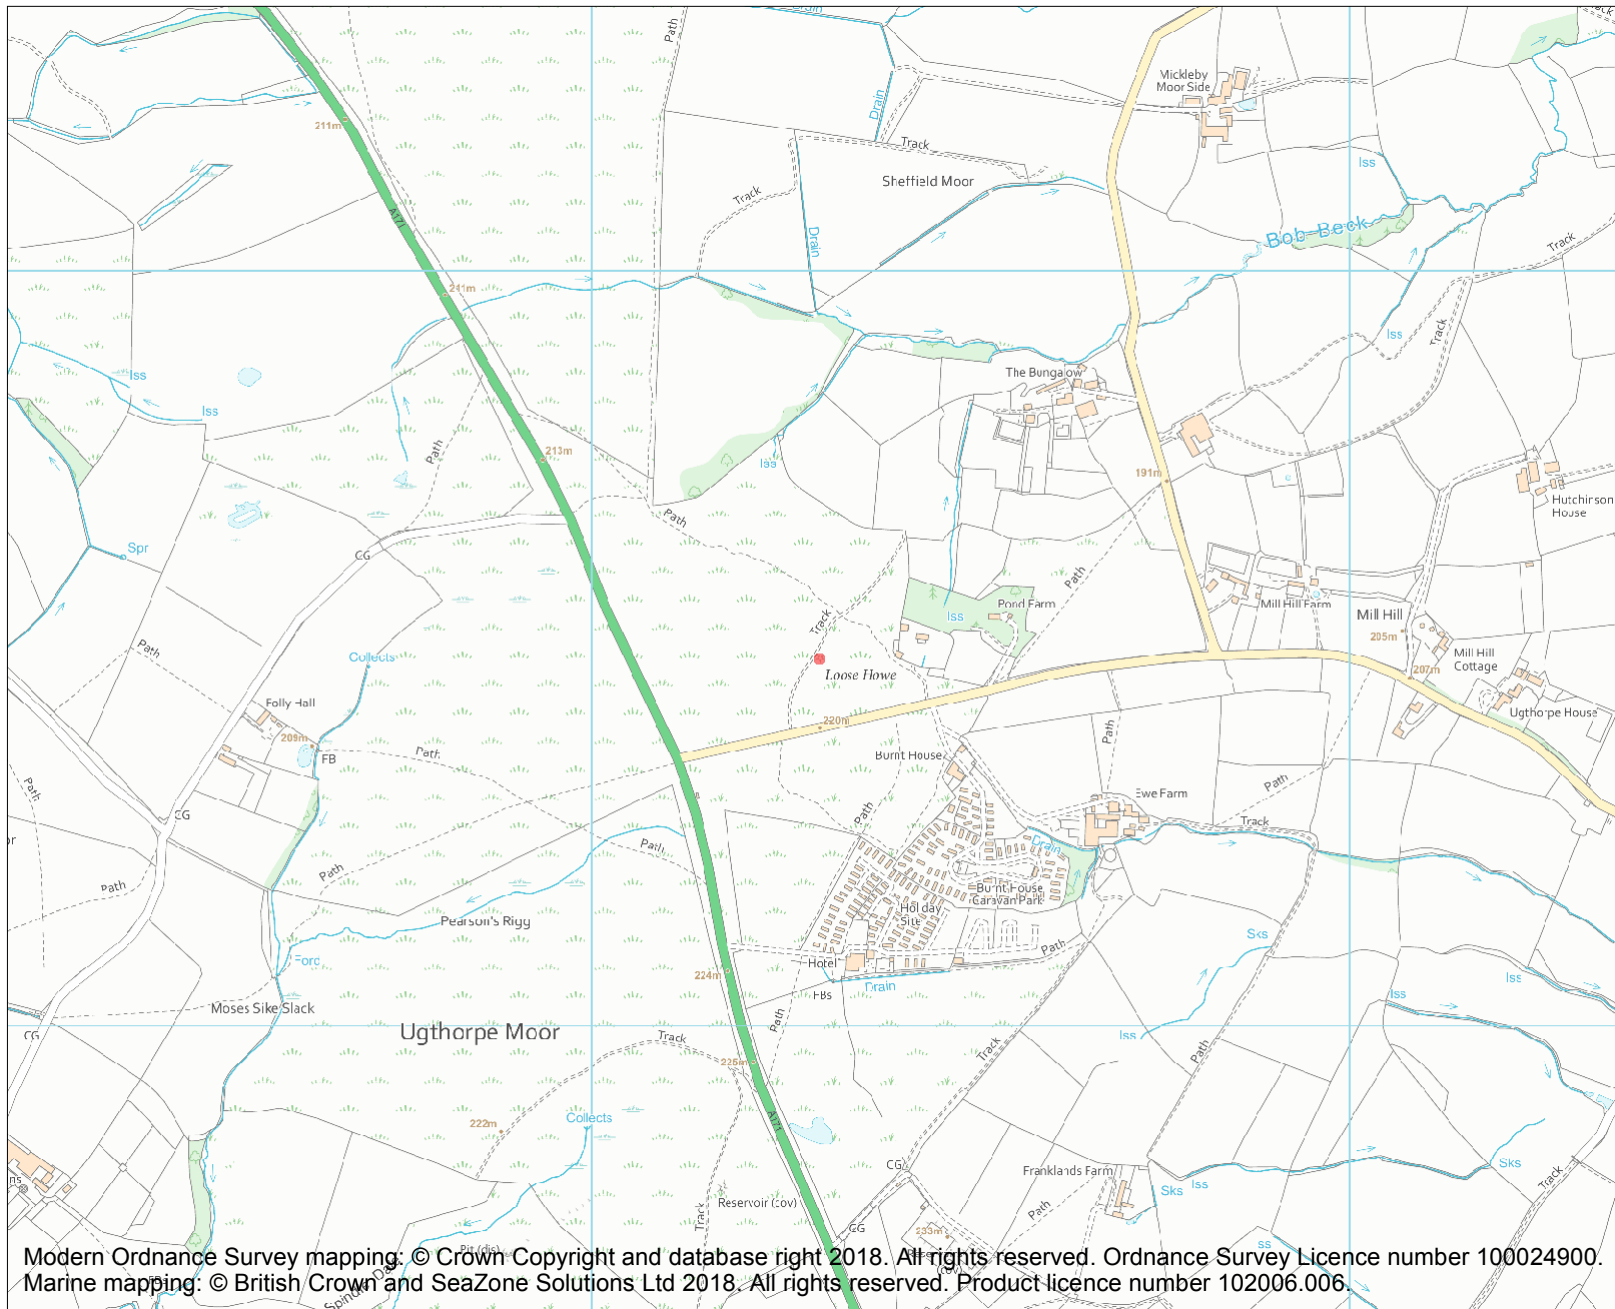 Drain
Track
Path
Mickleby
Moor Side
Drain
211m
Track
Iss
Sheffield Moor
Track
A171
Drain
Bob Beck
Track
211m
Iss
Track
Iss
The Bungalow
Iss
Path
213m
Iss
191m
Hutchinson
House
Path
Spr
CG
Path
Pond Farm
Mill Hill Farm
Iss
Mill Hill
Track
205m
Path
Mill Hill
Cottage
Collects
207m
Loose Howe
Folly Hall
Ugthorpe House
220m
209m
Path
Path
FB
Burnt House
Path
Path
Ewe Farm
CG
Path
Track
Path
Path
Drain
Path
Burnt House
Caravan Park
Holiday
Site
Pearson's Rigg
Sks
Path
Hotel
224m
Iss
Drain
FBs
Iss
Moses Sike Slack
Path
CG
Ugthorpe Moor
Track
Iss
Track
Path
225m
Collects
A171
222m
CG
Franklands Farm
Sks
Track
Sks
Iss
Reservoir (cov)
Path
Track
CG
233m
Pit (dis)
Modern Ordnance Survey mapping: © Crown Copyright and database right 2018. All rights reserved. Ordnance Survey Licence number 100024900.
Marine mapping: © British Crown and SeaZone Solutions Ltd 2018. All rights reserved. Product licence number 102006.006.